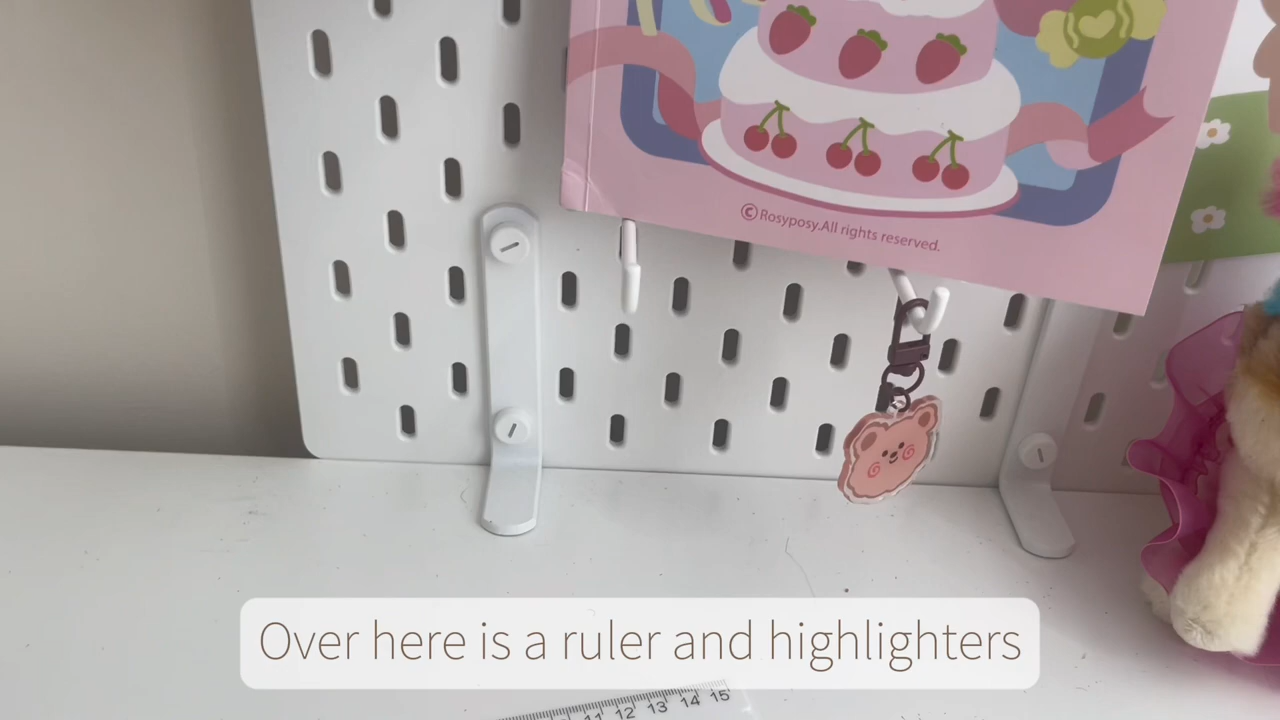 ©Rosyposy.All rights reserved.
Over here is a ruler and highlighters
11 12 13 14 15